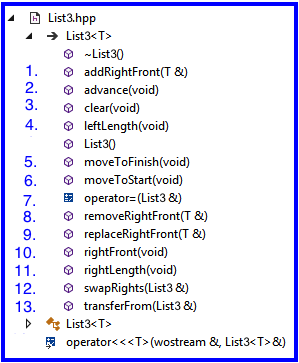 List3.hpp
List3<T>
~List3()
1. addRightFront(T &)
2. advance(void)
3. clear(void)
4. leftLength(void)
List3()
5. moveToFinish(void)
6. moveToStart(void)
7. operator=(List3 &)
8. removeRightFront(T &)
9. replaceRightFront(T &)
10. rightFront(void)
11. rightLength(void)
12. swapRights(List3 &)
13. transferFrom(List3 &)
List3<T>
operator<<<T>(wostream &, List3<T> &)